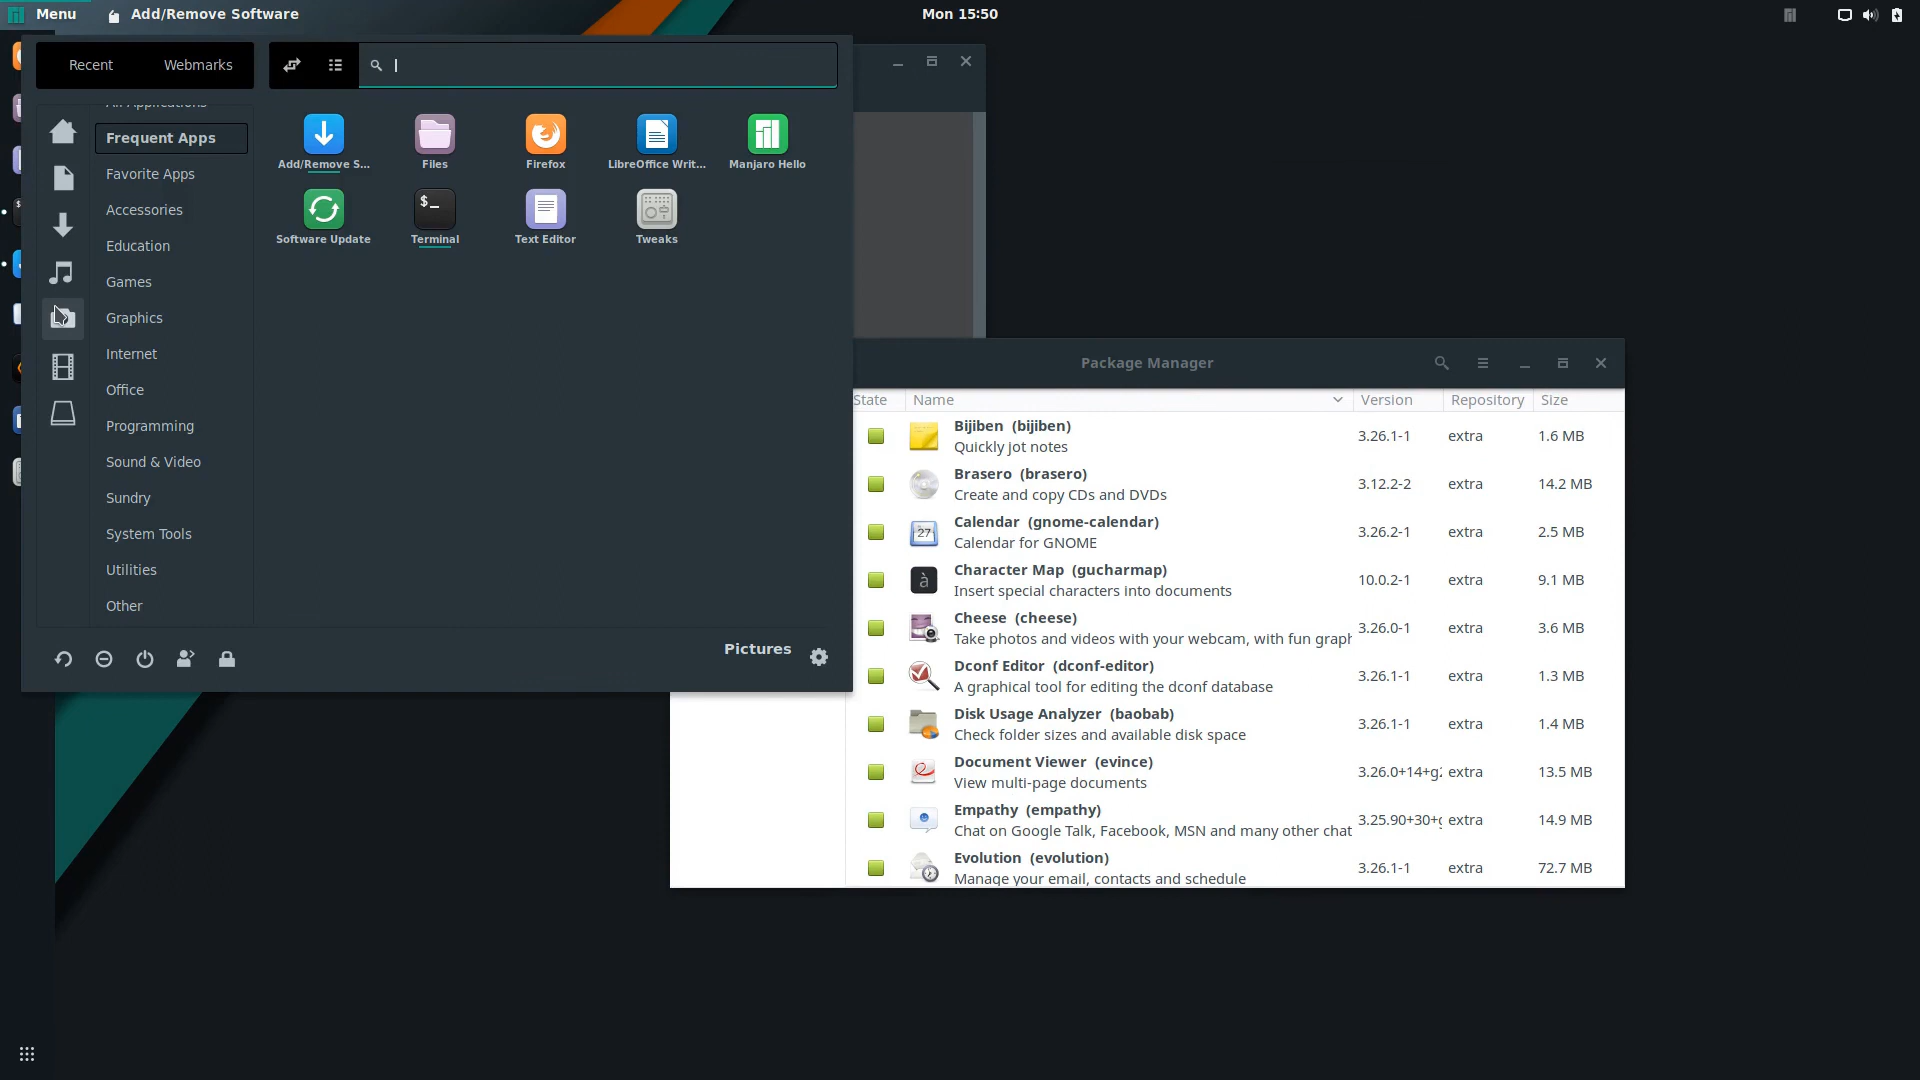 Menu
Add/Remove Software
Mon 15:50
Recent
Webmarks
All Applications
Frequent Apps
Favorite Apps
Accessories
Education
Games
Graphics
Internet
Office
Programming
Sound & Video
Sundry
System Tools
Utilities
Other
Add/Remove S...
Files
Firefox
LibreOffice Writ...
Manjaro Hello
Software Update
$_
Terminal
Text Editor
Tweaks
Pictures
Package Manager
State
Name
Version
Repository
Size
Bijiben (bijiben)
Quickly jot notes
3.26.1-1
extra
1.6 MB
Brasero (brasero)
Create and copy CDs and DVDs
3.12.2-2
extra
14.2 MB
27
Calendar (gnome-calendar)
Calendar for GNOME
3.26.2-1
extra
2.5 MB
à
Character Map (gucharmap)
Insert special characters into documents
10.0.2-1
extra
9.1 MB
Cheese (cheese)
Take photos and videos with your webcam, with fun graph
3.26.0-1
extra
3.6 MB
Dconf Editor (dconf-editor)
A graphical tool for editing the dconf database
3.26.1-1
extra
1.3 MB
Disk Usage Analyzer (baobab)
Check folder sizes and available disk space
3.26.1-1
extra
1.4 MB
Document Viewer (evince)
View multi-page documents
3.26.0+14+g
extra
13.5 MB
Empathy (empathy)
Chat on Google Talk, Facebook, MSN and many other chat
3.25.90+30+
extra
14.9 MB
Evolution (evolution)
Manage your email, contacts and schedule
3.26.1-1
extra
72.7 MB